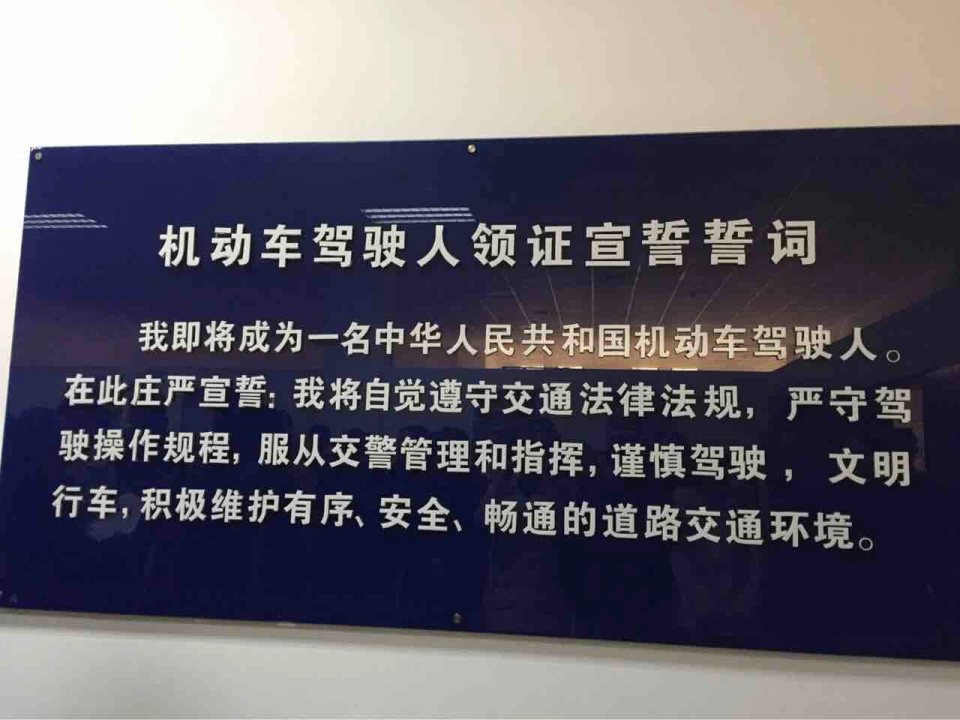 机动车驾驶人领证宣誓誓词
我即将成为一名中华人民共和国机动车驾驶人。
在此庄严宣誓:我将自觉遵守交通法律法规,严守驾
驶操作规程,服从交警管理和指挥,谨慎驾驶,文明
行车,积极维护有序、安全、畅通的道路交通环境。